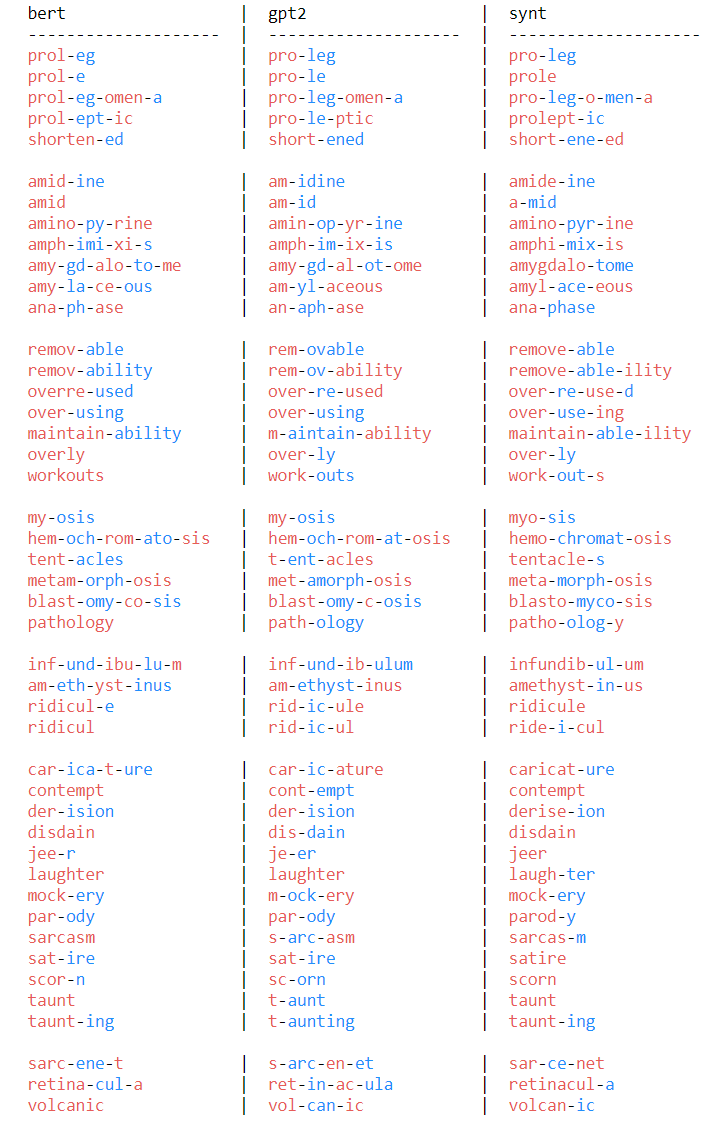 bert | gpt2 | synt
-------------------- | -------------------- | --------------------
prol-eg | pro-leg | pro-leg
prol-e | pro-le | prole
prol-eg-omen-a | pro-leg-omen-a | pro-leg-o-men-a
prol-ept-ic | pro-le-ptic | prolept-ic
shorten-ed | short-ened | short-ene-ed
amid-ine | am-idine | amide-ine
amid | am-id | a-mid
amino-py-rine | amin-op-yr-ine | amino-pyr-ine
amph-imi-xi-s | amph-im-ix-is | amphi-mix-is
amy-gd-alo-to-me | amy-gd-al-ot-ome | amygdalo-tome
amy-la-ce-ous | am-yl-aceous | amyl-ace-eous
ana-ph-ase | an-aph-ase | ana-phase
remov-able | rem-ovable | remove-able
remov-ability | rem-ov-ability | remove-able-ility
overre-used | over-re-used | over-re-use-d
over-using | over-using | over-use-ing
maintain-ability | m-aintain-ability | maintain-able-ility
overly | over-ly | over-ly
workouts | work-outs | work-out-s
my-osis | my-osis | myo-sis
hem-och-rom-ato-sis | hem-och-rom-at-osis | hemo-chromat-osis
tent-acles | t-ent-acles | tentacle-s
metam-orph-osis | met-amorph-osis | meta-morph-osis
blast-omy-co-sis | blast-omy-c-osis | blasto-myco-sis
pathology | path-ology | patho-olog-y
inf-und-ibu-lu-m | inf-und-ib-ulum | infundib-ul-um
am-eth-yst-inus | am-ethyst-inus | amethyst-in-us
ridicul-e | rid-ic-ule | ridicule
ridicul | rid-ic-ul | ride-i-cul
car-ica-t-ure | car-ic-ature | caricat-ure
contempt | cont-empt | contempt
der-ision | der-ision | derise-ion
disdain | dis-dain | disdain
jee-r | je-er | jeer
laughter | laughter | laugh-ter
mock-ery | m-ock-ery | mock-ery
par-ody | par-ody | parod-y
sarcasm | s-arc-asm | sarcas-m
sat-ire | sat-ire | satire
scor-n | sc-orn | scorn
taunt | t-aunt | taunt
taunt-ing | t-aunting | taunt-ing
sarc-ene-t | s-arc-en-et | sar-ce-net
retina-cul-a | ret-in-ac-ula | retinacul-a
volcanic | vol-can-ic | volcan-ic